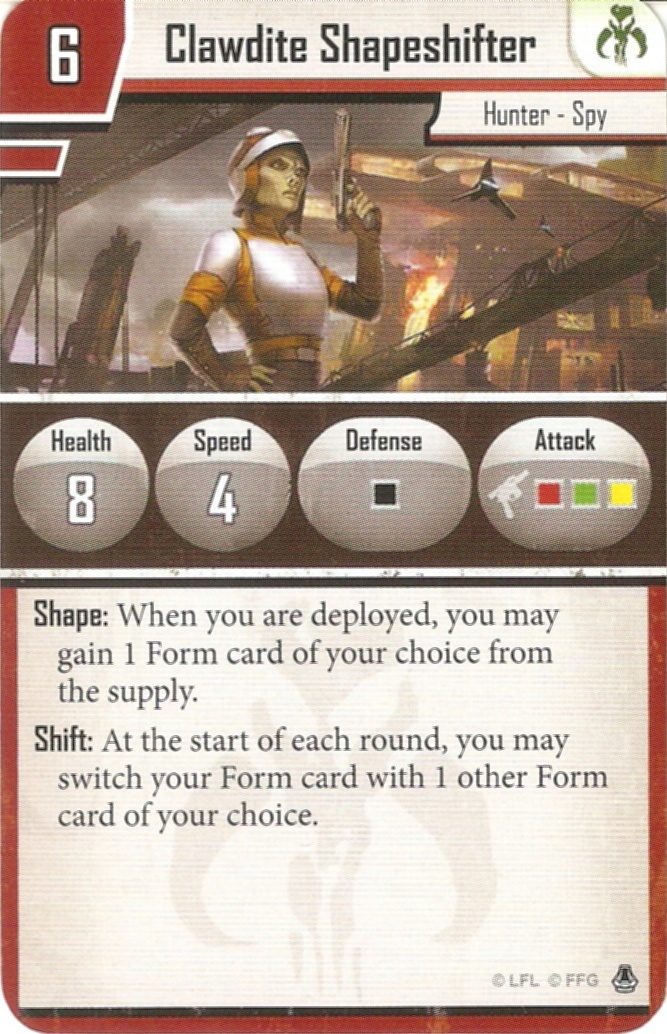 6
Clawdite Shapeshifter
Hunter - Spy
Health
Speed
Defense
Attack
8
4
Shape: When you are deployed, you may
gain 1 Form card of your choice from
the supply.
Shift: At the start of each round, you may
switch your Form card with 1 other Form
card of your choice.
© LFL © FFG